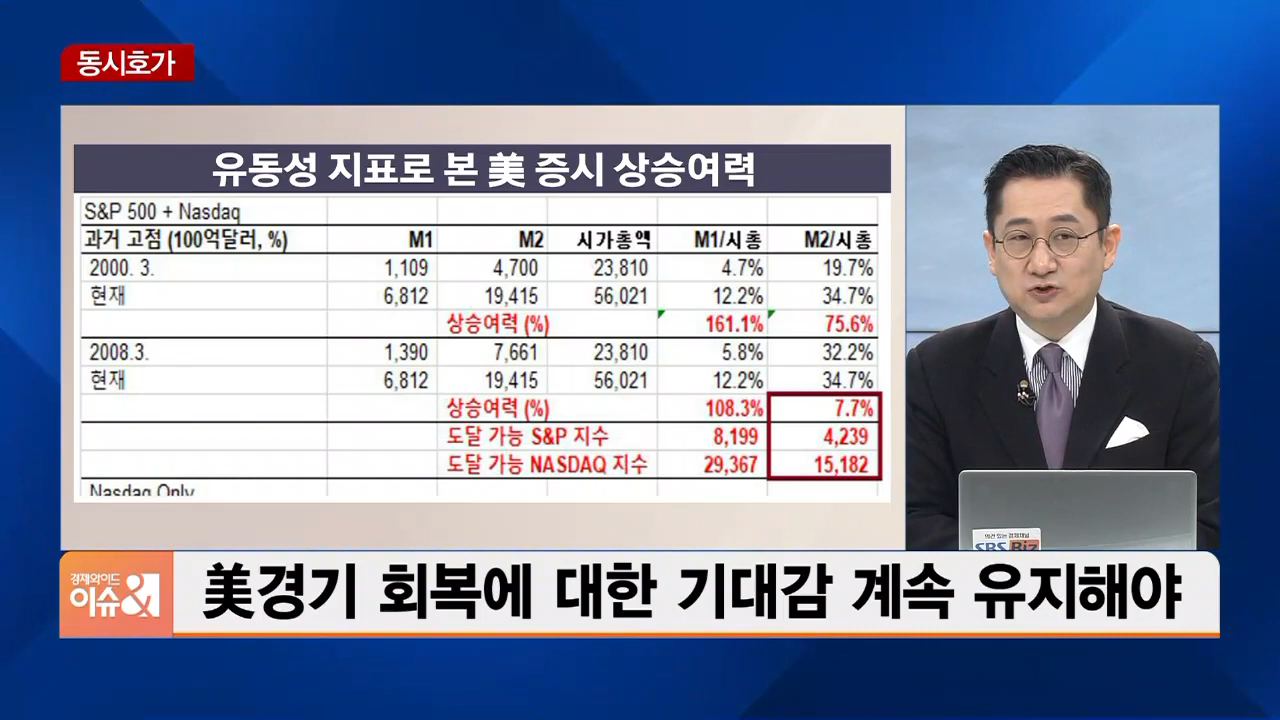 동시호가
유동성 지표로 본 美 증시 상승여력
S&P 500 + Nasdaq
과거 고점 (100억달러, %) M1 M2 시가총액 M1/시총 M2/시총
2000. 3. 1,109 4,700 23,810 4.7% 19.7%
현재 6,812 19,415 56,021 12.2% 34.7%
상승여력 (%) 161.1% 75.6%
2008.3. 1,390 7,661 23,810 5.8% 32.2%
현재 6,812 19,415 56,021 12.2% 34.7%
상승여력 (%) 108.3% 7.7%
도달 가능 S&P 지수 8,199 4,239
도달 가능 NASDAQ 지수 29,367 15,182
Nasdaq Only
의견 있는 경제채널
SBS Biz
경제와이드
이슈&
美경기 회복에 대한 기대감 계속 유지해야